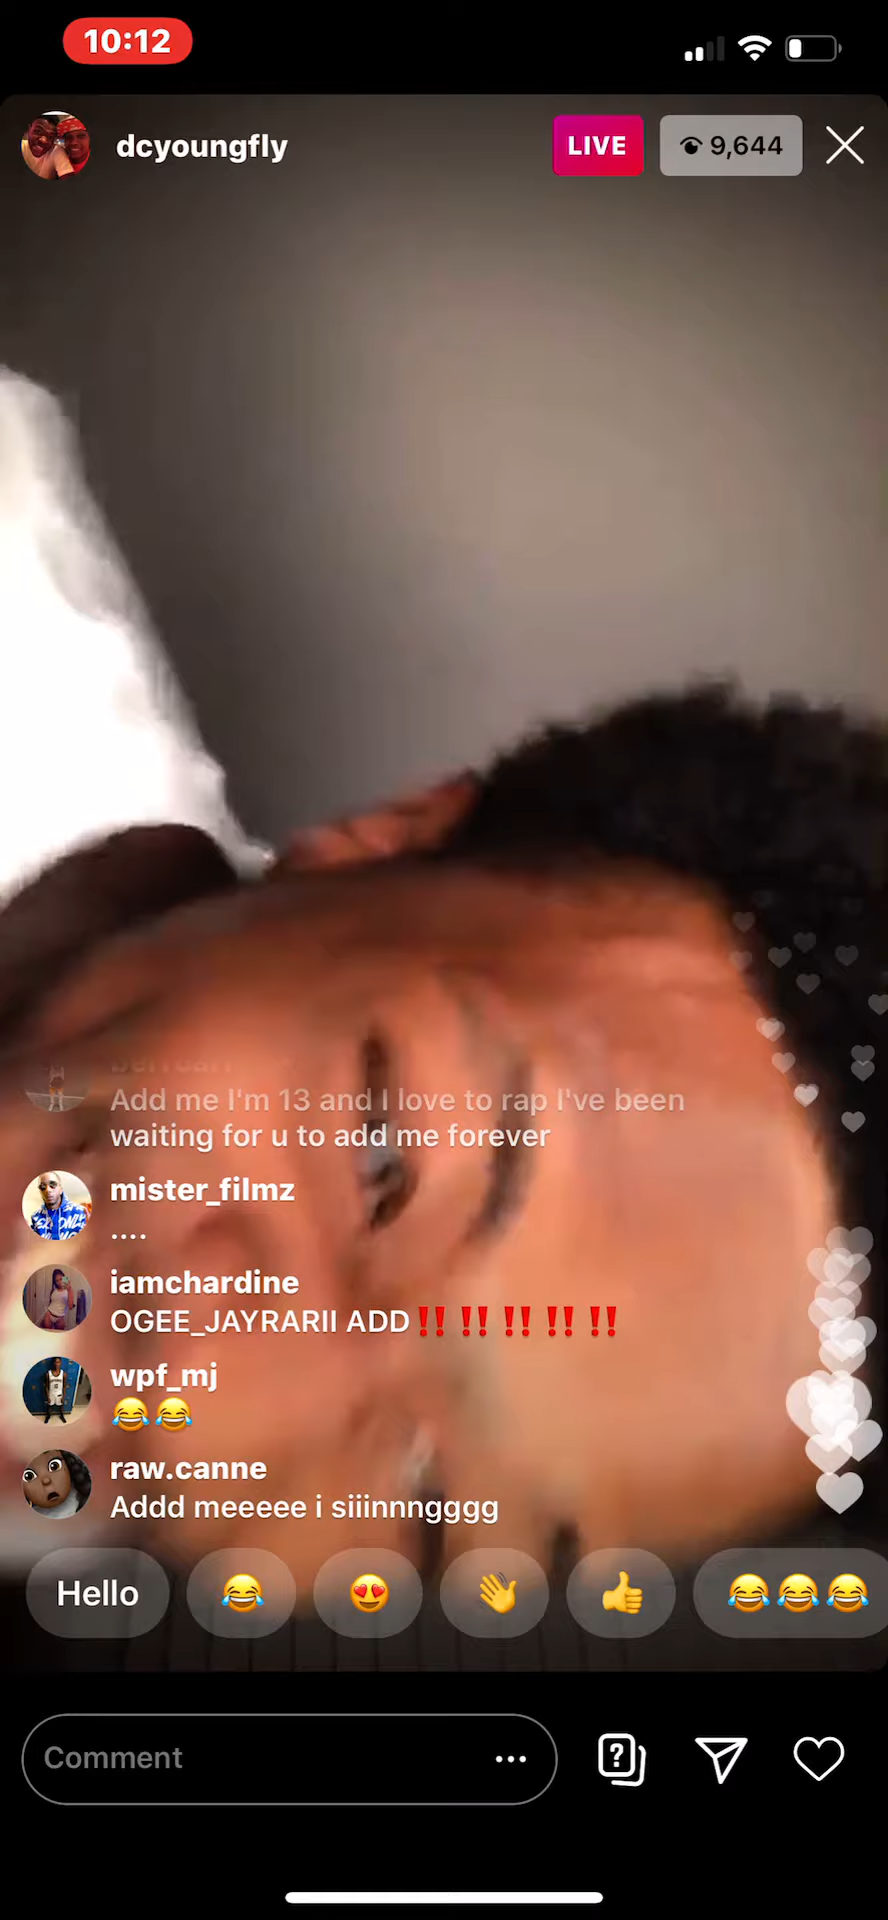 10:12
dcyoungfly
LIVE
9,644
Add me I'm 13 and I love to rap I've been
waiting for u to add me forever
mister_filmz
....
iamchardine
OGEE_JAYRARII ADD‼️ ‼️ ‼️ ‼️ ‼️
wpf_mj
😂😂
raw.canne
Addd meeeee i siiinnngggg
Hello 😂 😍 👋 👍 😂😂😂
Comment